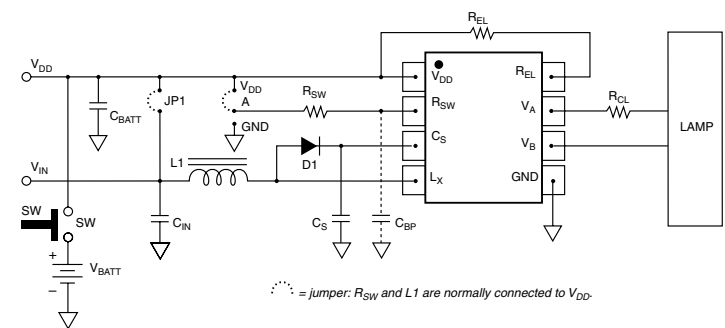 REL
VDD
VDD
JP1
A
RSW
CBATT
GND
VDD
REL
RSW
VA
RCL
LAMP
CS
VB
VIN
L1
D1
LX
GND
SW
SW
CIN
CS
CBP
+
VBATT
–
= jumper: RSW and L1 are normally connected to VDD.